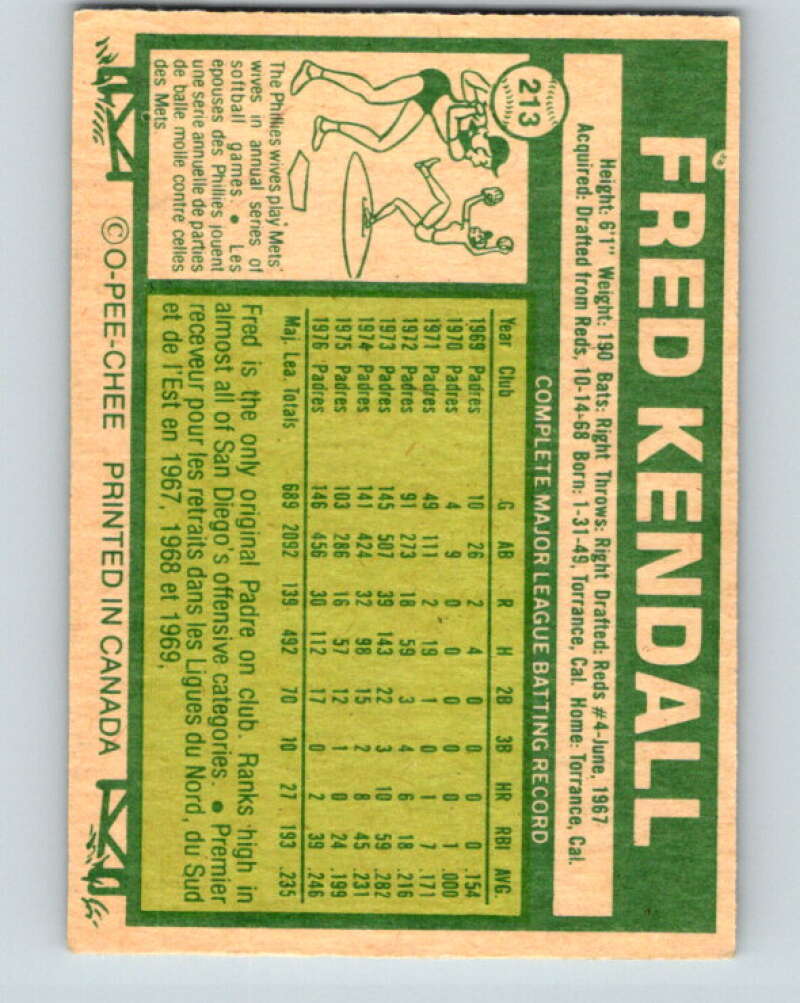 213
FRED KENDALL
Height: 6'1" Weight: 190 Bats: Right Throws: Right Drafted: Reds #4-June, 1967
Acquired: Drafted from Reds, 10-14-68 Born: 1-31-49, Torrance, Cal. Home: Torrance, Cal.
The Phillies wives play Mets
wives in annual series of
softball games. • Les
epouses des Phillies jouent
une serie annuelle de parties
de balle molle contre celles
des Mets
COMPLETE MAJOR LEAGUE BATTING RECORD
Year Club G AB R H 2B 3B HR RBI AVG.
1969 Padres 10 26 2 4 0 0 0 0 .154
1970 Padres 4 9 0 0 0 0 0 1 .000
1971 Padres 49 111 2 19 1 0 1 7 .171
1972 Padres 91 273 18 59 3 4 6 18 .216
1973 Padres 145 507 39 143 22 3 10 59 .282
1974 Padres 141 424 32 98 15 2 8 45 .231
1975 Padres 103 286 16 57 12 1 0 24 .199
1976 Padres 146 456 30 112 17 0 2 39 .246
Maj. Lea. Totals 689 2092 139 492 70 10 27 193 .235
Fred is the only original Padre on club. Ranks high in
almost all of San Diego's offensive categories. • Premier
receveur pour les retraits dans les Ligues du Nord, du Sud
et de l'Est en 1967, 1968 et 1969.
©O-PEE-CHEE PRINTED IN CANADA